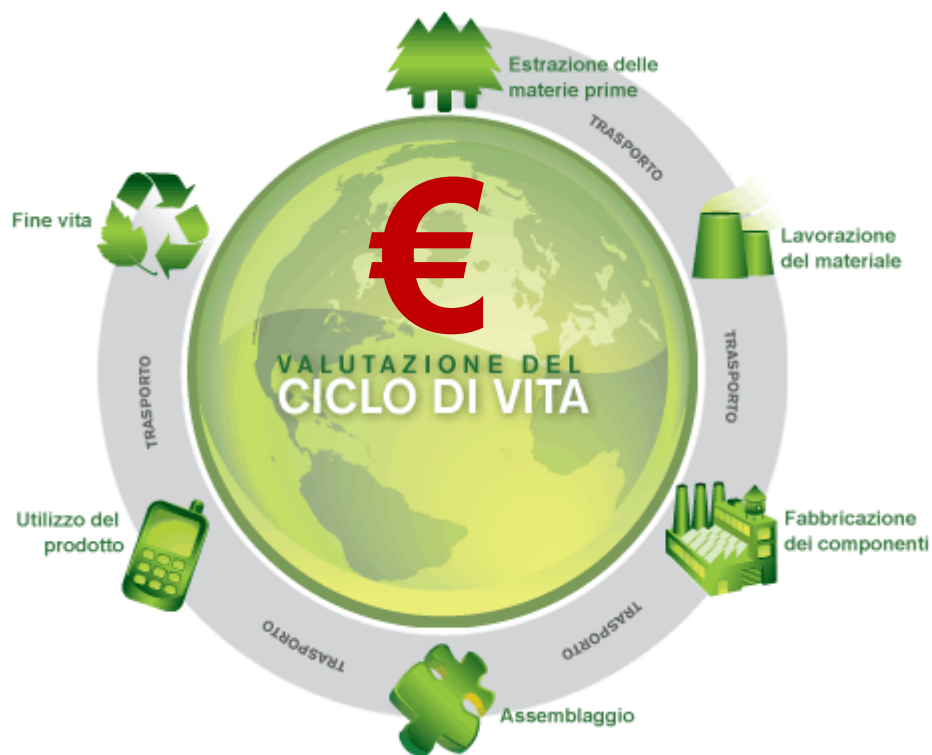 Estrazione delle
materie prime
TRASPORTO
Lavorazione
del materiale
TRASPORTO
Fabbricazione
dei componenti
TRASPORTO
Assemblaggio
TRASPORTO
Utilizzo del
prodotto
TRASPORTO
Fine vita
€
VALUTAZIONE DEL
CICLO DI VITA